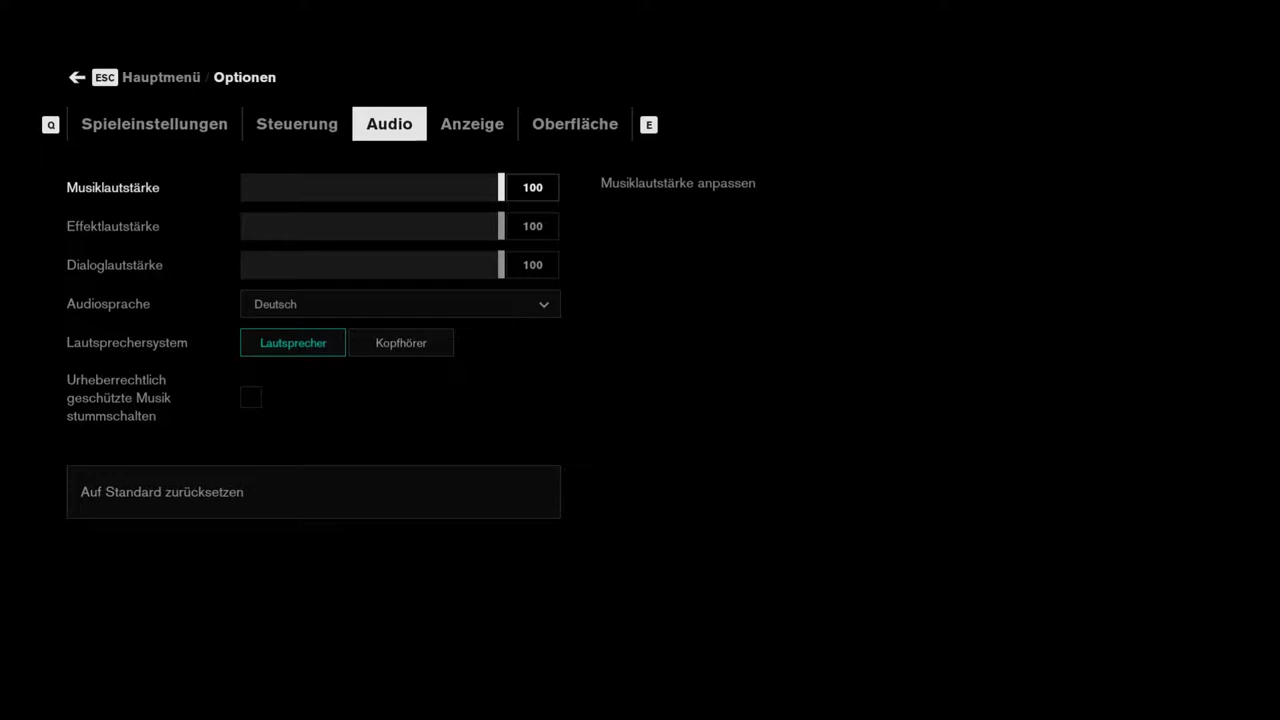 ESC Hauptmenü / Optionen
Q Spieleinstellungen Steuerung Audio Anzeige Oberfläche E
Musiklautstärke 100 Musiklautstärke anpassen
Effektlautstärke 100
Dialoglautstärke 100
Audiosprache Deutsch
Lautsprechersystem Lautsprecher Kopfhörer
Urheberrechtlich
geschützte Musik
stummschalten
Auf Standard zurücksetzen